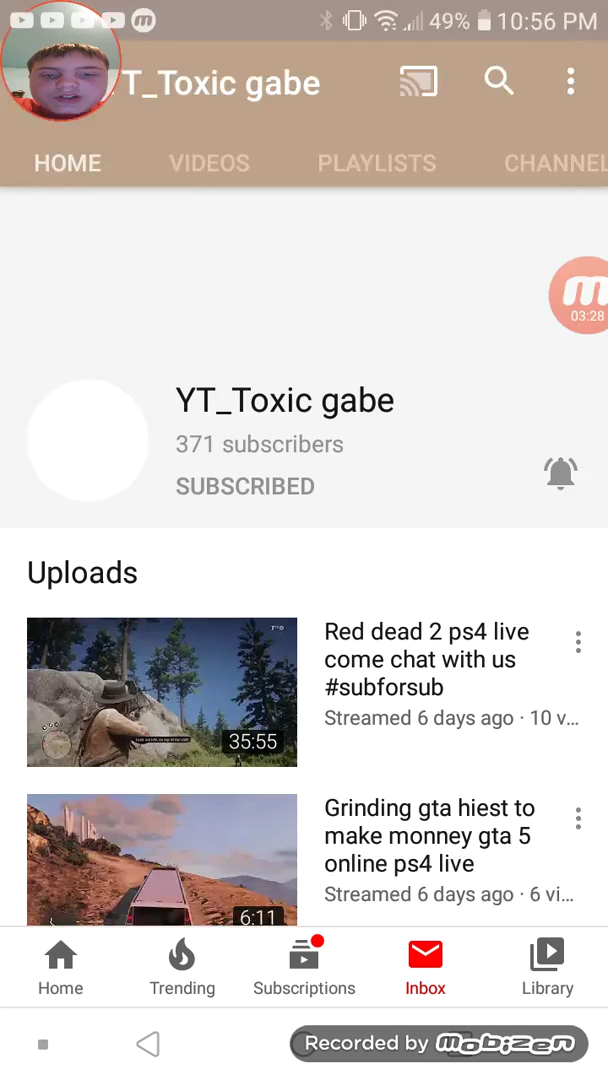 49% 10:56 PM
T_Toxic gabe
HOME VIDEOS PLAYLISTS CHANNEL
03:28
YT_Toxic gabe
371 subscribers
SUBSCRIBED
Uploads
Red dead 2 ps4 live
come chat with us
#subforsub
Streamed 6 days ago · 10 v...
35:55
Grinding gta hiest to
make monney gta 5
online ps4 live
Streamed 6 days ago · 6 vi...
6:11
Home Trending Subscriptions Inbox Library
Recorded by mobizen